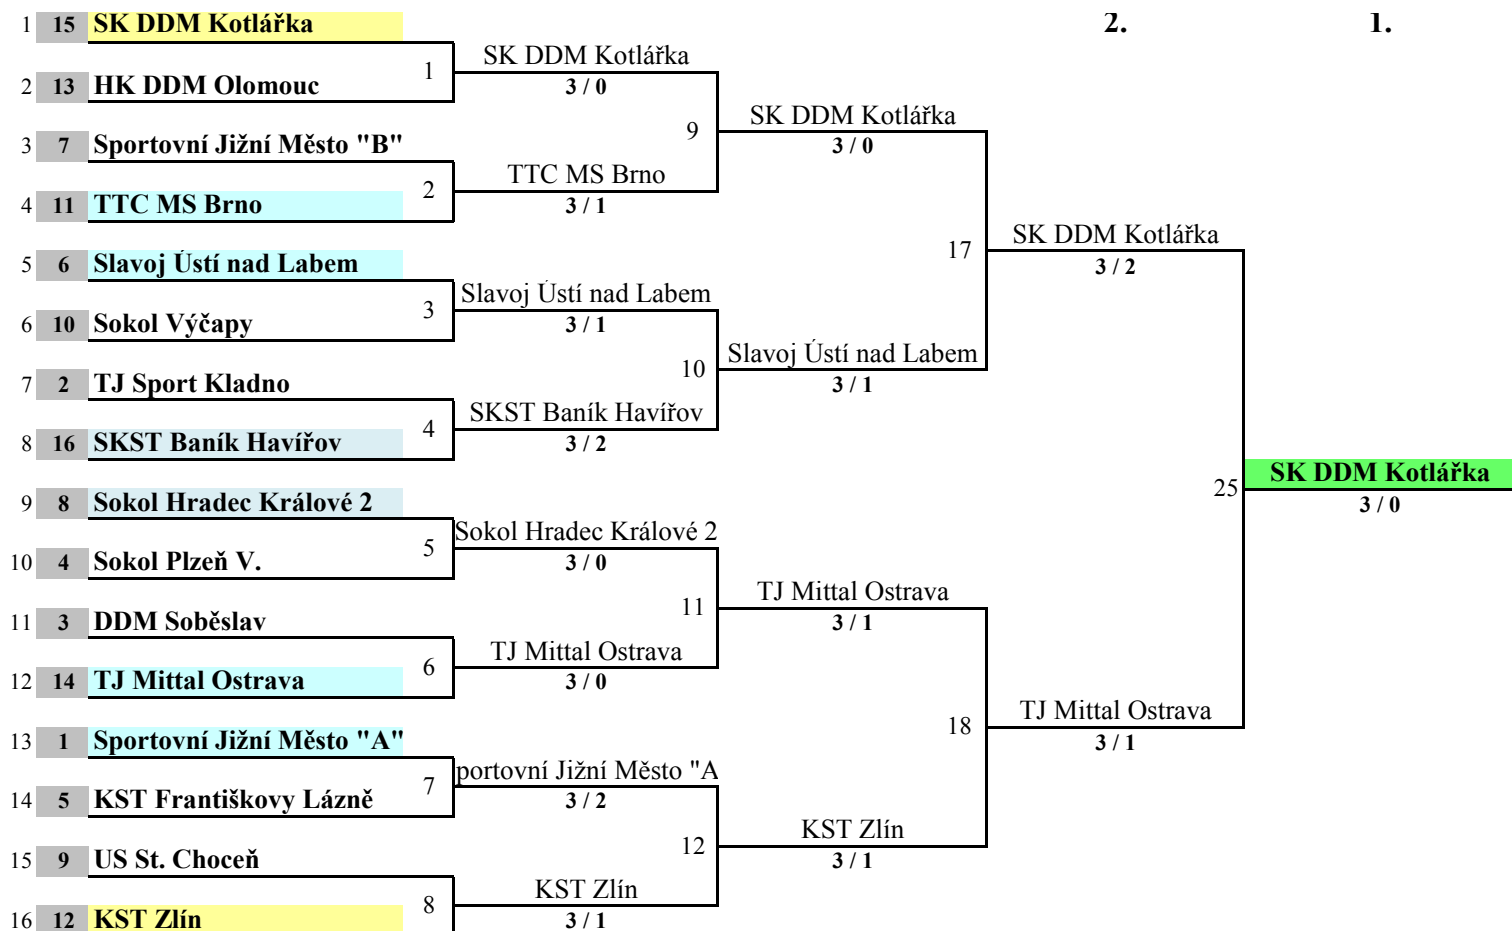 1 15 SK DDM Kotlářka 2. 1.
SK DDM Kotlářka
1
2 13 HK DDM Olomouc 3 / 0
SK DDM Kotlářka
9
3 7 Sportovní Jižní Město "B" 3 / 0
TTC MS Brno
2
4 11 TTC MS Brno 3 / 1
SK DDM Kotlářka
17
5 6 Slavoj Ústí nad Labem 3 / 2
Slavoj Ústí nad Labem
3
6 10 Sokol Výčapy 3 / 1
Slavoj Ústí nad Labem
10
7 2 TJ Sport Kladno 3 / 1
SKST Baník Havířov
4
8 16 SKST Baník Havířov 3 / 2
SK DDM Kotlářka
25
9 8 Sokol Hradec Králové 2 3 / 0
Sokol Hradec Králové 2
5
10 4 Sokol Plzeň V. 3 / 0
TJ Mittal Ostrava
11
11 3 DDM Soběslav 3 / 1
TJ Mittal Ostrava
6
12 14 TJ Mittal Ostrava 3 / 0
TJ Mittal Ostrava
18
13 1 Sportovní Jižní Město "A" 3 / 1
portovní Jižní Město "A
7
14 5 KST Františkovy Lázně 3 / 2
KST Zlín
12
15 9 US St. Choceň 3 / 1
KST Zlín
8
16 12 KST Zlín 3 / 1